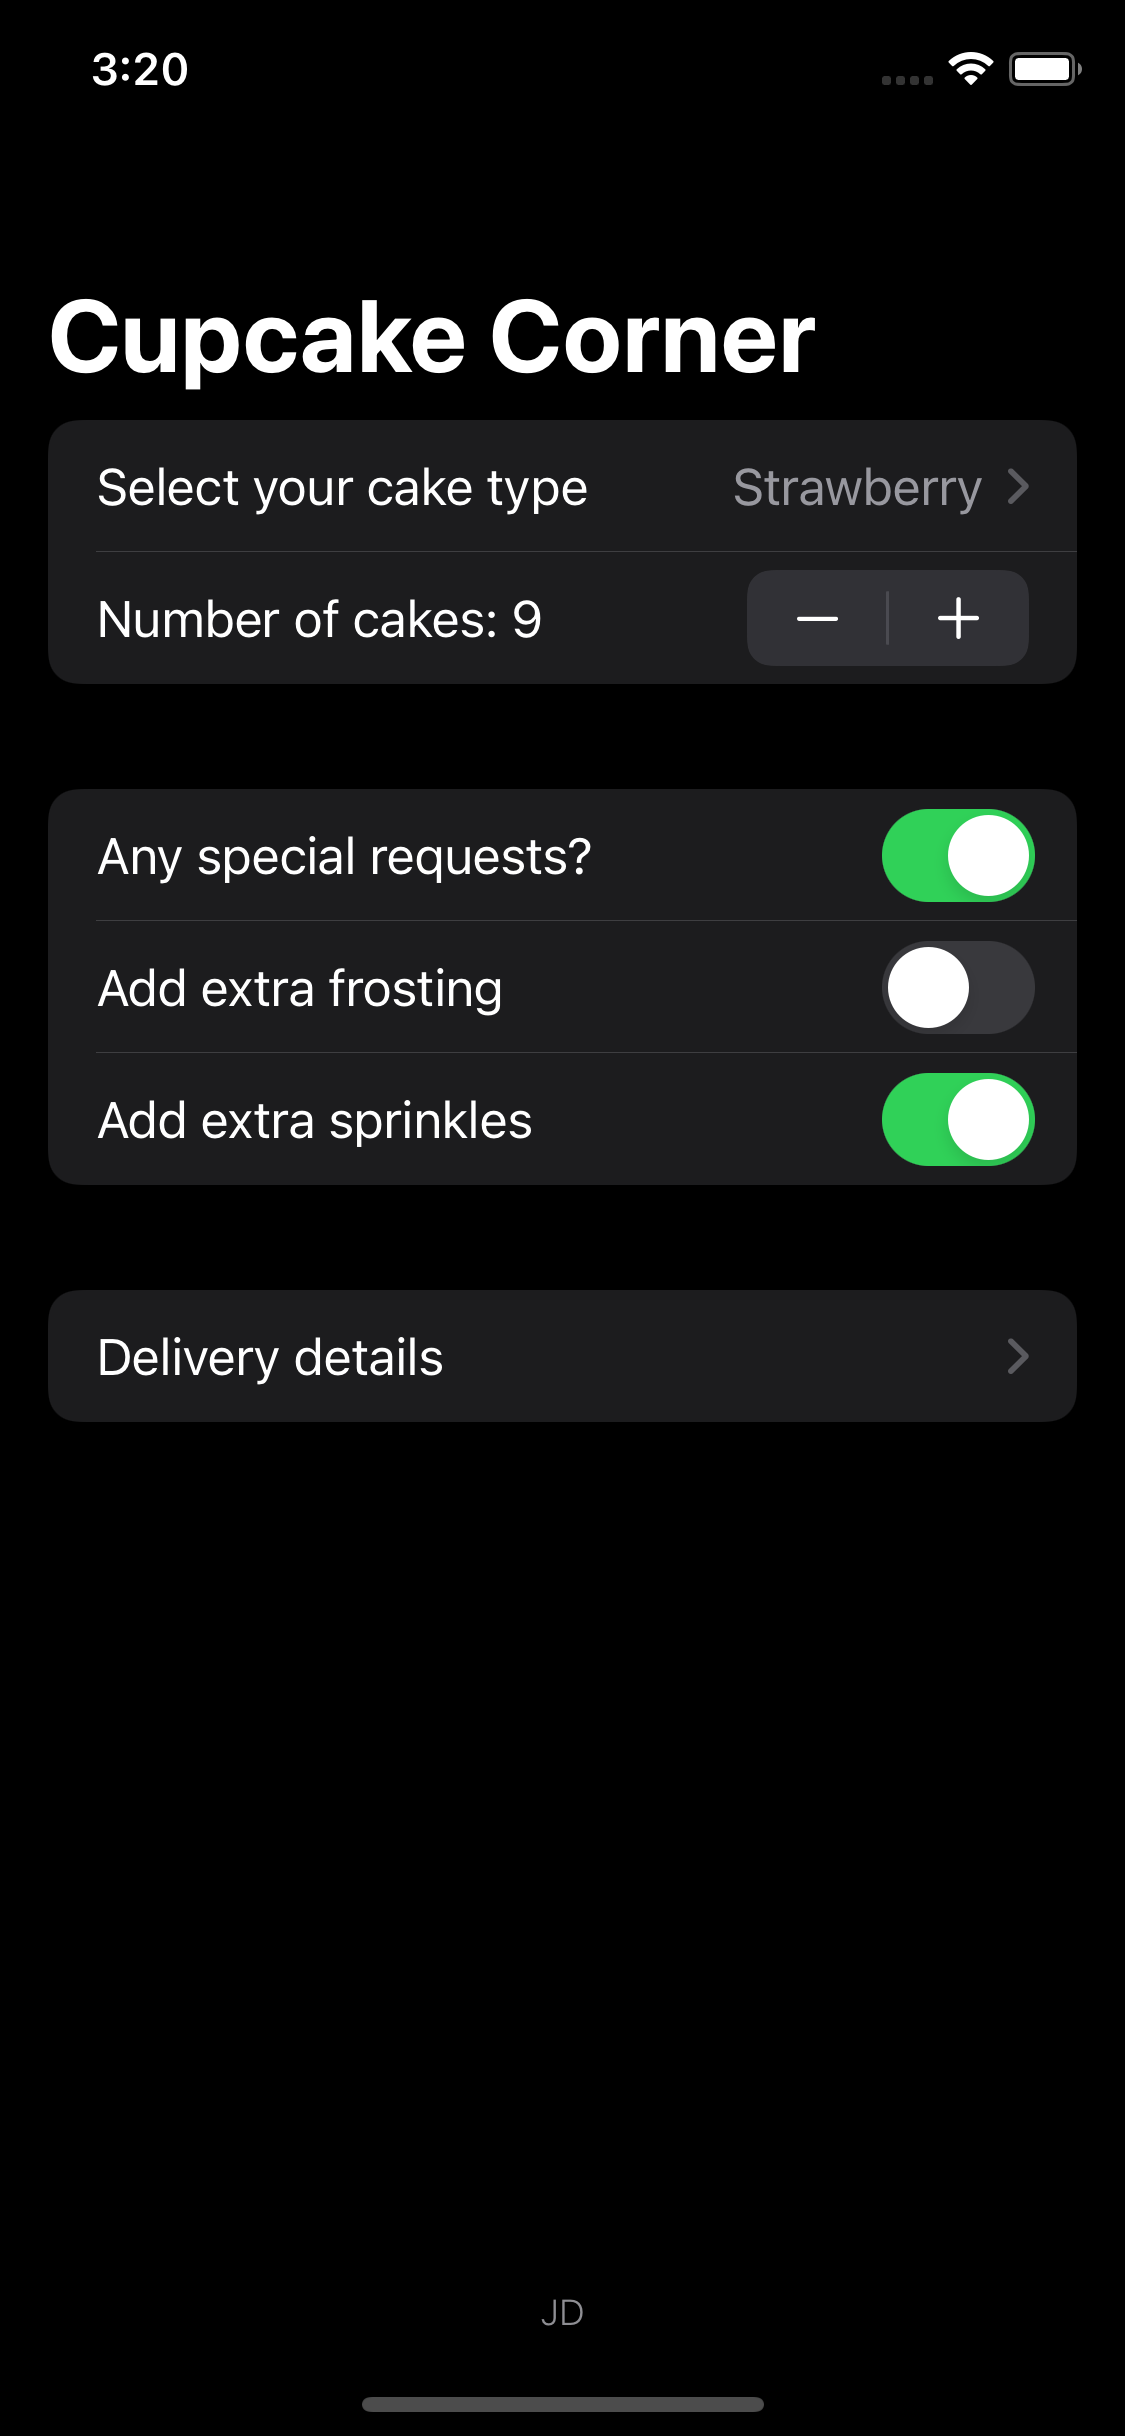 3:20
Cupcake Corner
Select your cake type Strawberry
Number of cakes: 9
Any special requests?
Add extra frosting
Add extra sprinkles
Delivery details
JD